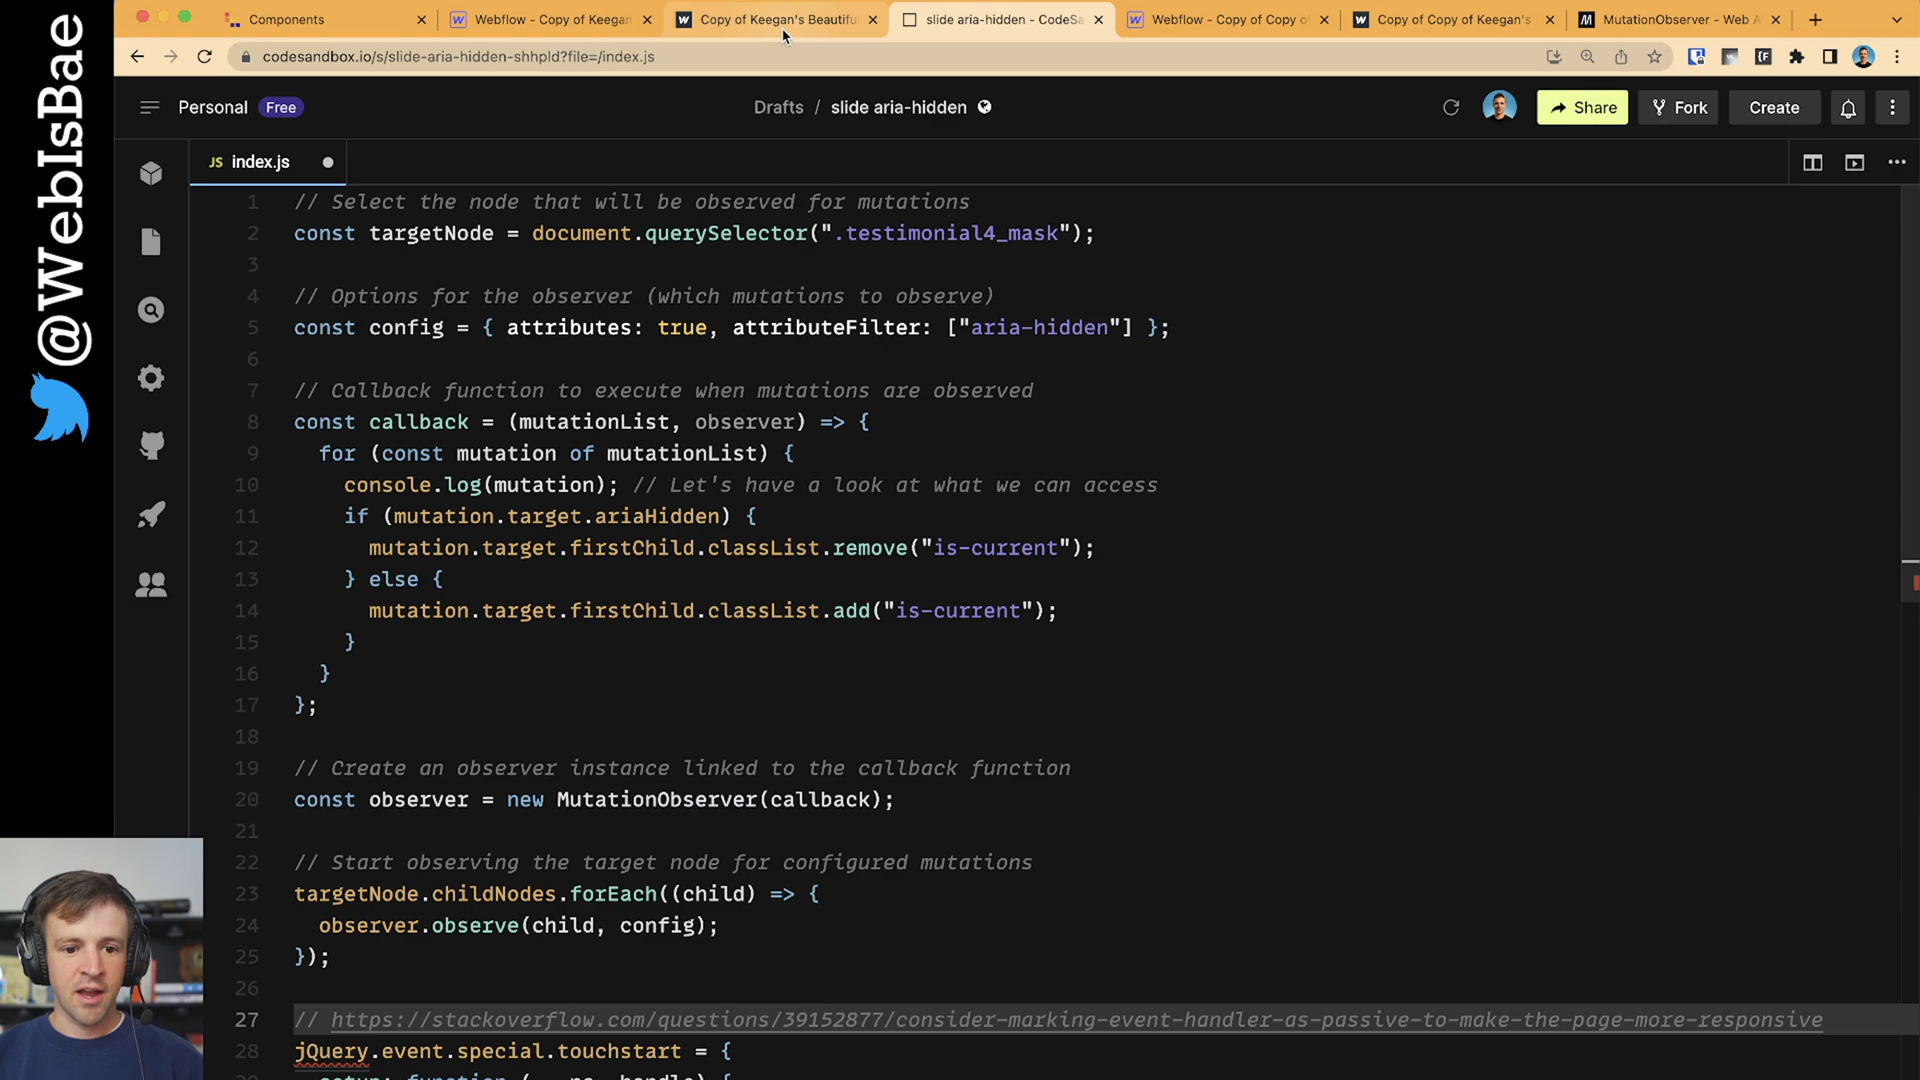 @WebIsBae
Components
Webflow - Copy of Keegan
Copy of Keegan's Beautiful
slide aria-hidden - CodeSa
Webflow - Copy of Copy of
Copy of Copy of Keegan's
MutationObserver - Web A
codesandbox.io/s/slide-aria-hidden-shhpld?file=/index.js
Personal Free
Drafts / slide aria-hidden
Share
Fork
Create
JS index.js
1 // Select the node that will be observed for mutations
2 const targetNode = document.querySelector(".testimonial4_mask");
3
4 // Options for the observer (which mutations to observe)
5 const config = { attributes: true, attributeFilter: ["aria-hidden"] };
6
7 // Callback function to execute when mutations are observed
8 const callback = (mutationList, observer) => {
9 for (const mutation of mutationList) {
10 console.log(mutation); // Let's have a look at what we can access
11 if (mutation.target.ariaHidden) {
12 mutation.target.firstChild.classList.remove("is-current");
13 } else {
14 mutation.target.firstChild.classList.add("is-current");
15 }
16 }
17 };
18
19 // Create an observer instance linked to the callback function
20 const observer = new MutationObserver(callback);
21
22 // Start observing the target node for configured mutations
23 targetNode.childNodes.forEach((child) => {
24 observer.observe(child, config);
25 });
26
27 // https://stackoverflow.com/questions/39152877/consider-marking-event-handler-as-passive-to-make-the-page-more-responsive
28 jQuery.event.special.touchstart = {